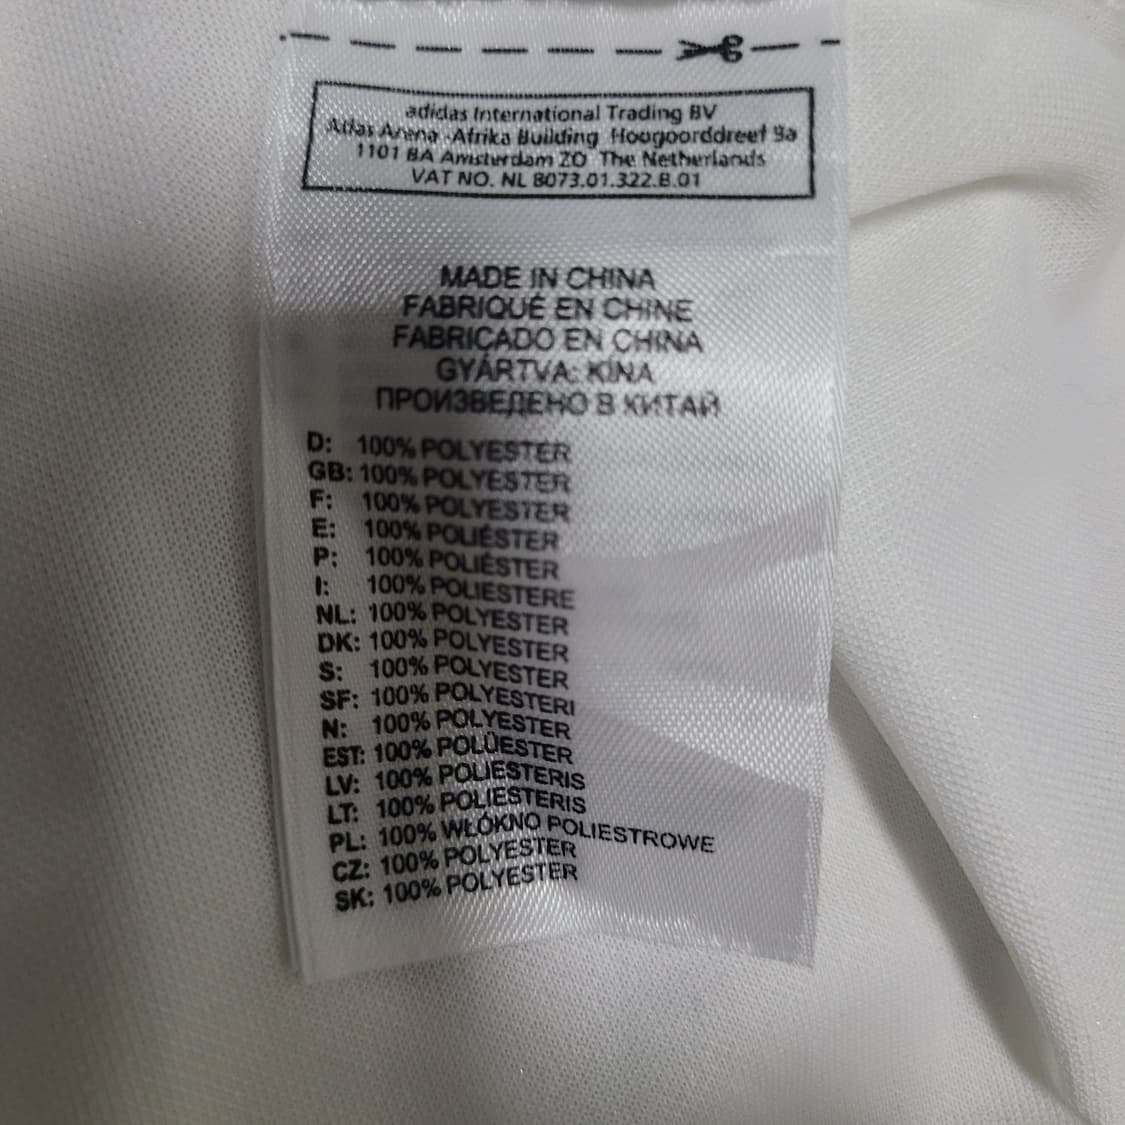 adidas International Trading BV
Atlas Arena -Afrika Building Hoogoorddreef 9a
1101 BA Amsterdam ZO The Netherlands
VAT NO. NL 8073.01.322.B.01
MADE IN CHINA
FABRIQUÉ EN CHINE
FABRICADO EN CHINA
GYÁRTVA: KÍNA
ПРОИЗВЕДЕНО В КИТАЙ
D: 100% POLYESTER
GB: 100% POLYESTER
F: 100% POLYESTER
E: 100% POLIÉSTER
P: 100% POLIÉSTER
I: 100% POLIESTERE
NL: 100% POLYESTER
DK: 100% POLYESTER
S: 100% POLYESTER
SF: 100% POLYESTERI
N: 100% POLYESTER
EST: 100% POLÜESTER
LV: 100% POLIESTERIS
LT: 100% POLIESTERIS
PL: 100% WŁÓKNO POLIESTROWE
CZ: 100% POLYESTER
SK: 100% POLYESTER